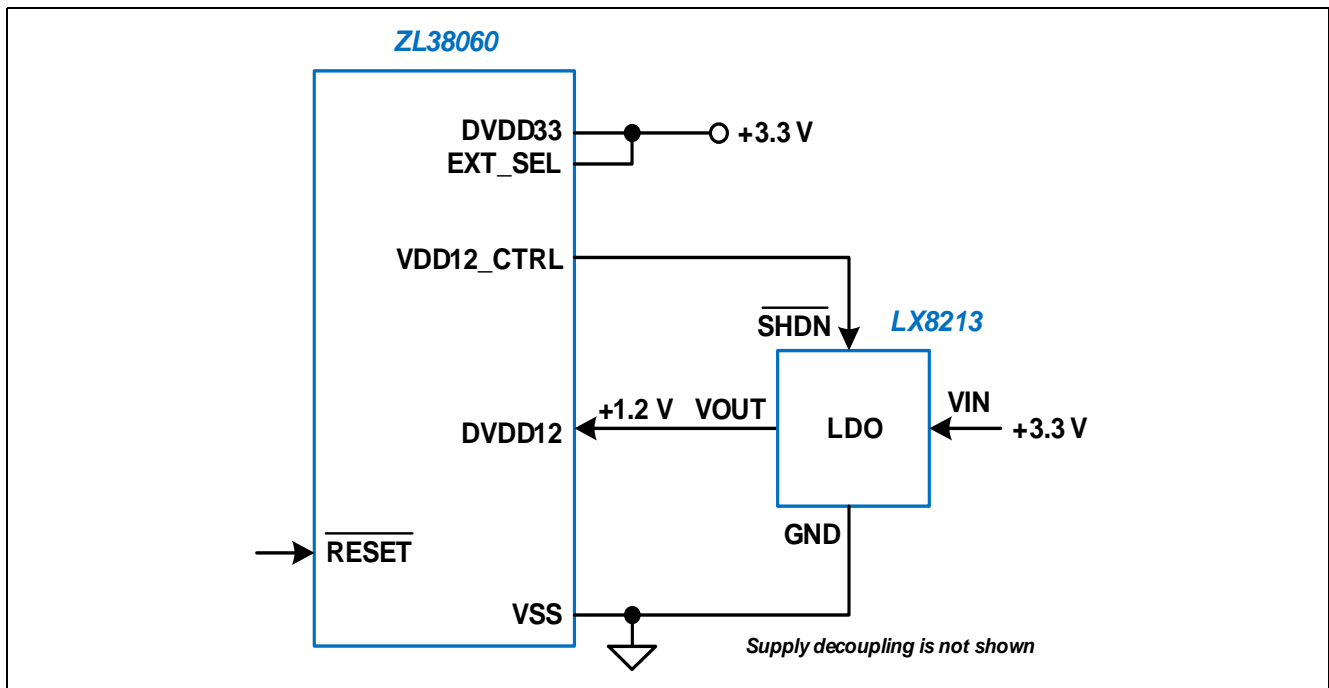 ZL38060
DVDD33
+3.3 V
EXT_SEL
VDD12_CTRL
SHDN
LX8213
+1.2 V VOUT
VIN
DVDD12
LDO
+3.3 V
GND
RESET
VSS
Supply decoupling is not shown